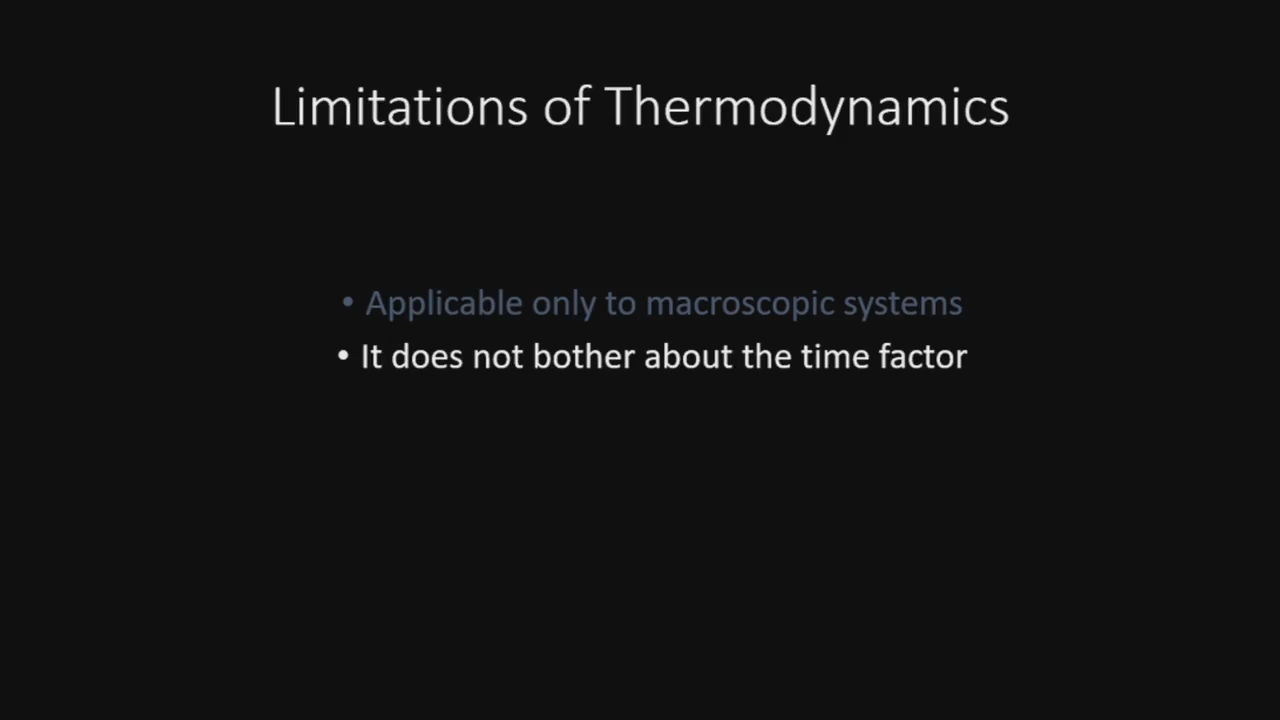 Limitations of Thermodynamics
• Applicable only to macroscopic systems
• It does not bother about the time factor